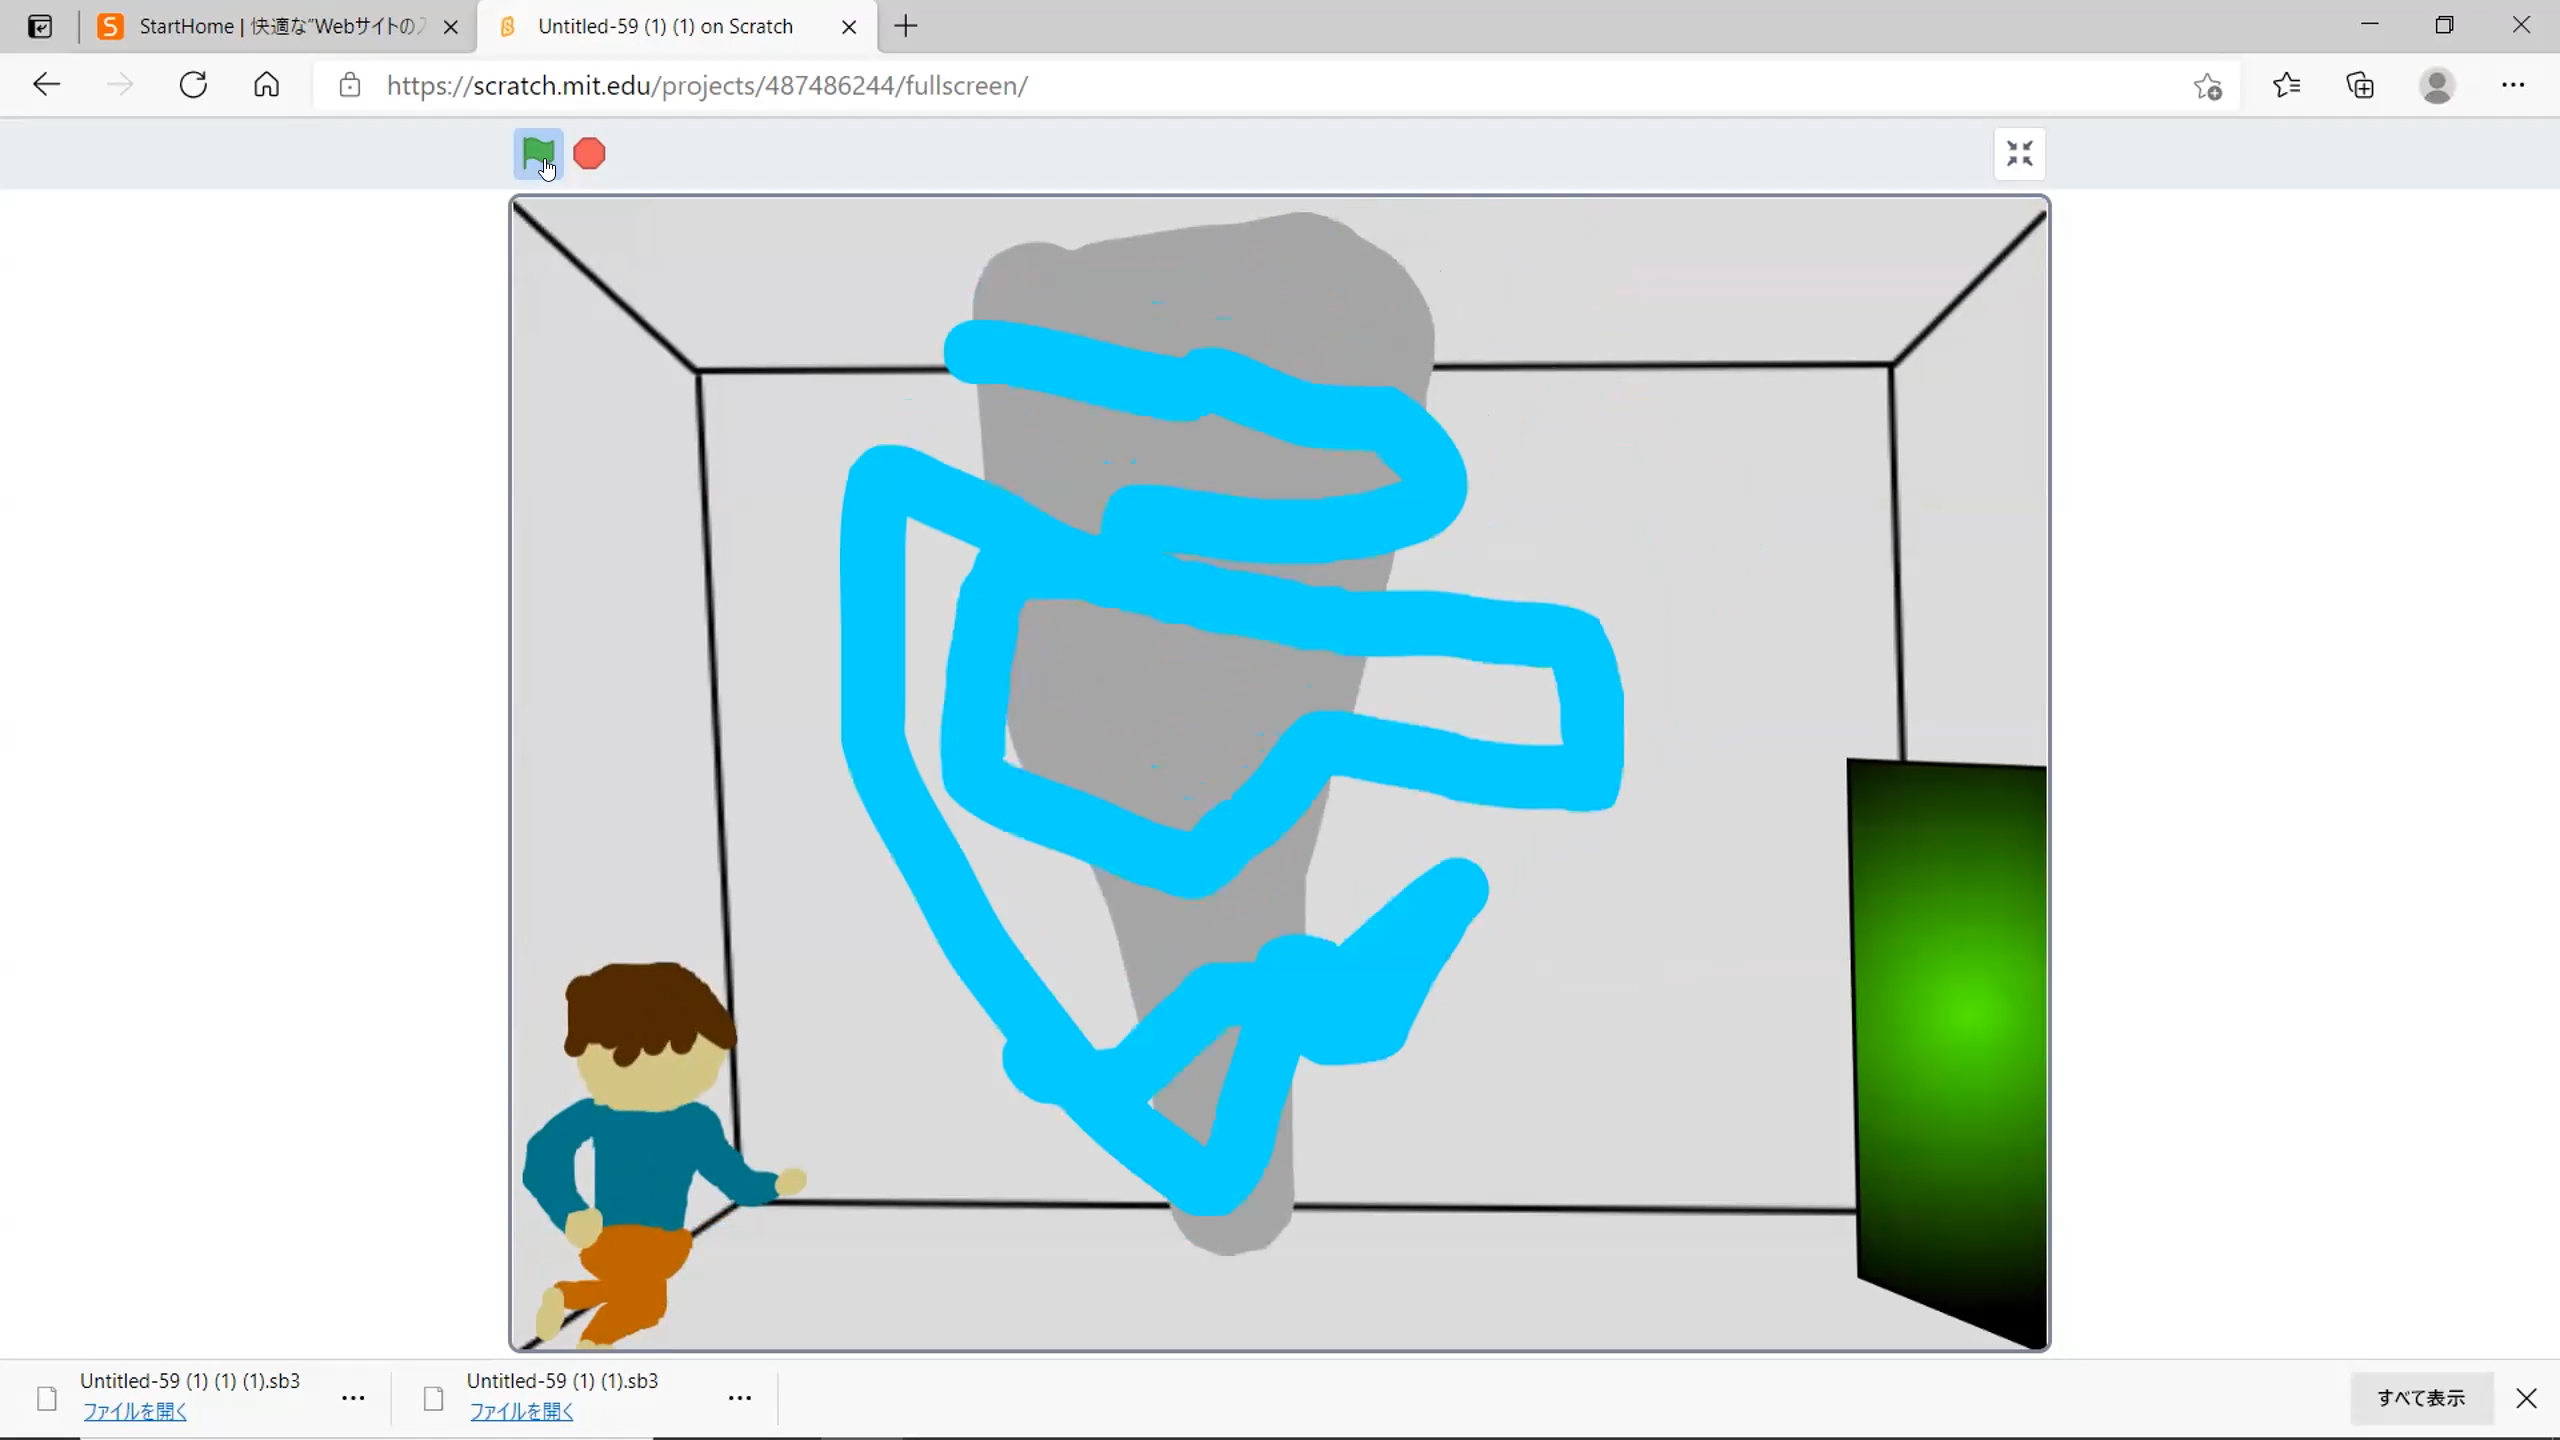 StartHome | 快適な"Webサイトの
Untitled-59 (1) (1) on Scratch
https://scratch.mit.edu/projects/487486244/fullscreen/
Untitled-59 (1) (1) (1).sb3
ファイルを開く
Untitled-59 (1) (1).sb3
ファイルを開く
すべて表示